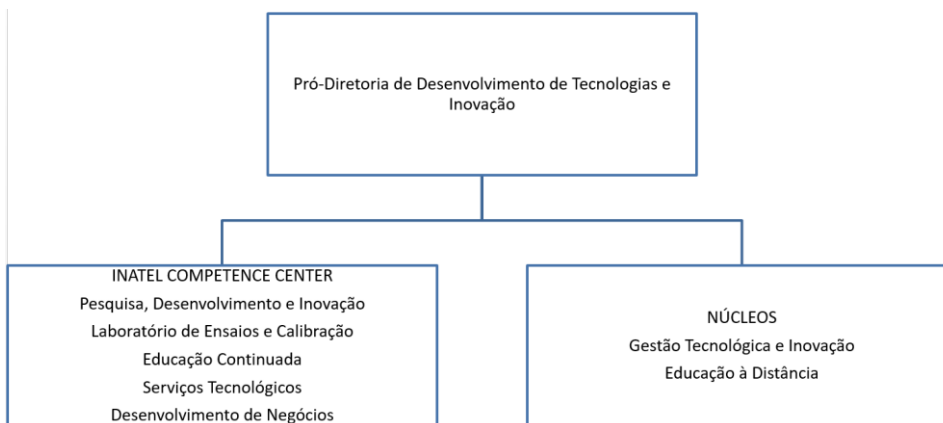 Pró-Diretoria de Desenvolvimento de Tecnologias e
Inovação
INATEL COMPETENCE CENTER
Pesquisa, Desenvolvimento e Inovação
Laboratório de Ensaios e Calibração
Educação Continuada
Serviços Tecnológicos
Desenvolvimento de Negócios
NÚCLEOS
Gestão Tecnológica e Inovação
Educação à Distância